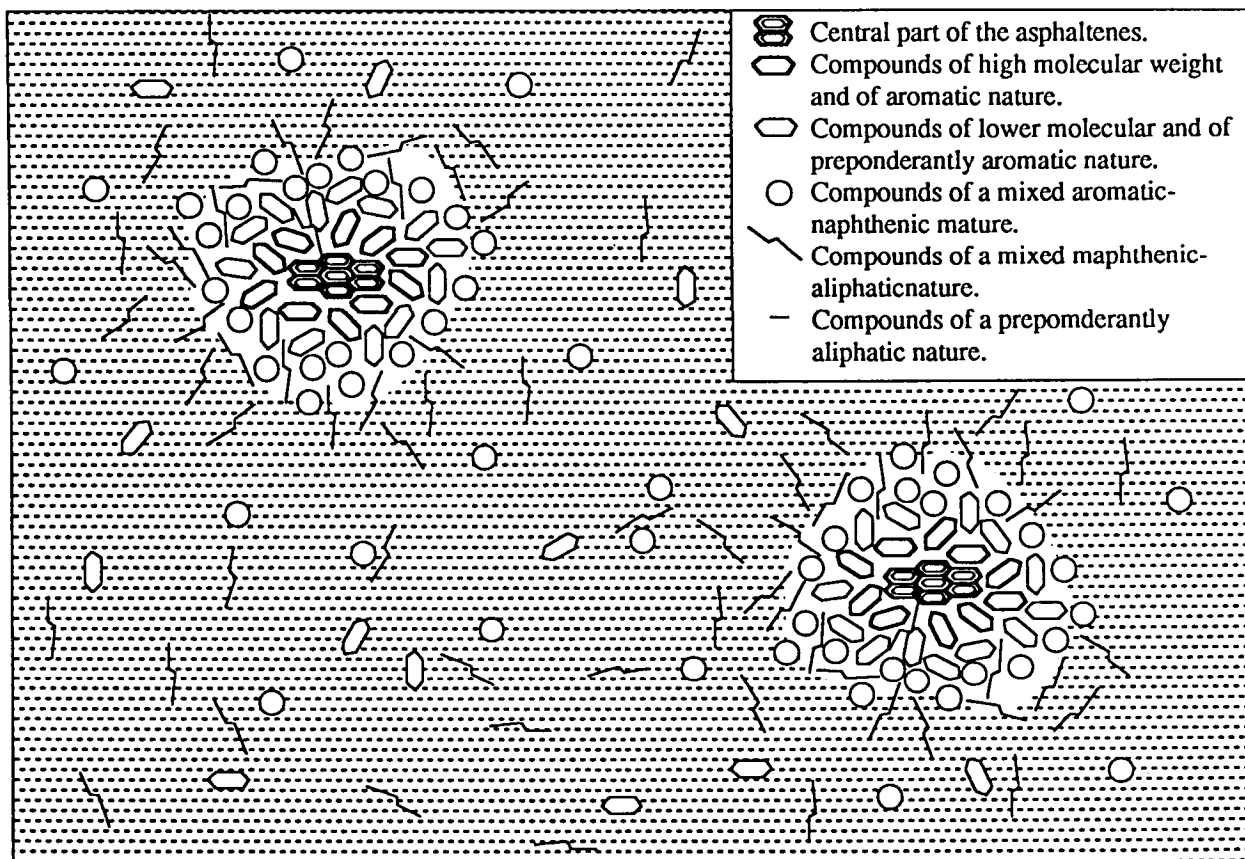 Central part of the asphaltenes.
Compounds of high molecular weight
and of aromatic nature.
Compounds of lower molecular and of
preponderantly aromatic nature.
Compounds of a mixed aromatic-
naphthenic mature.
Compounds of a mixed maphthenic-
aliphaticnature.
Compounds of a prepomderantly
aliphatic nature.